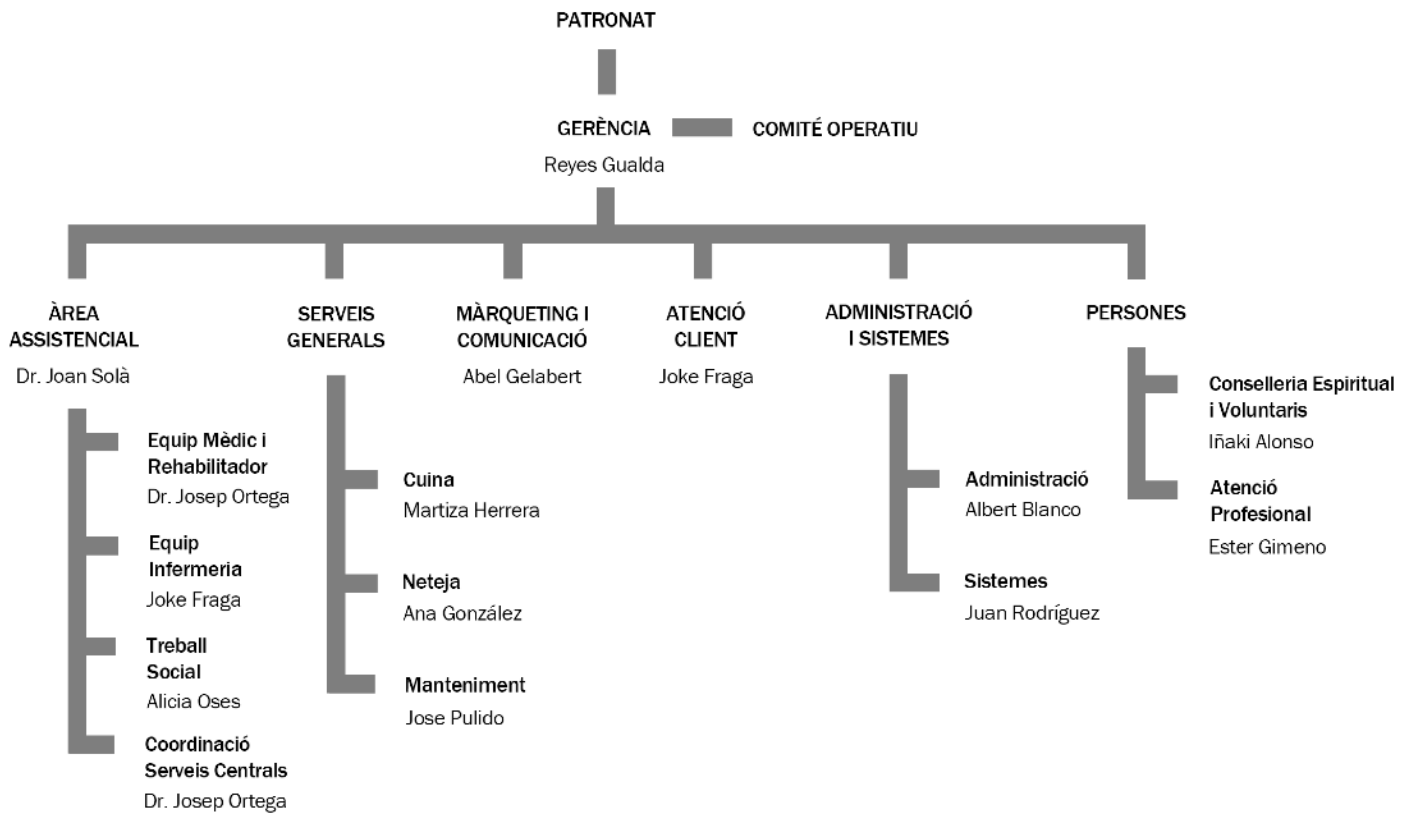 PATRONAT
GERÈNCIA
COMITÉ OPERATIU
Reyes Gualda
ÀREA
ASSISTENCIAL
Dr. Joan Solà
Equip Mèdic i
Rehabilitador
Dr. Josep Ortega
Equip
Infermeria
Joke Fraga
Treball
Social
Alicia Oses
Coordinació
Serveis Centrals
Dr. Josep Ortega
SERVEIS
GENERALS
Cuina
Martiza Herrera
Neteja
Ana González
Manteniment
Jose Pulido
MÀRQUETING I
COMUNICACIÓ
Abel Gelabert
ATENCIÓ
CLIENT
Joke Fraga
ADMINISTRACIÓ
I SISTEMES
Administració
Albert Blanco
Sistemes
Juan Rodríguez
PERSONES
Conselleria Espiritual
i Voluntaris
Iñaki Alonso
Atenció
Profesional
Ester Gimeno